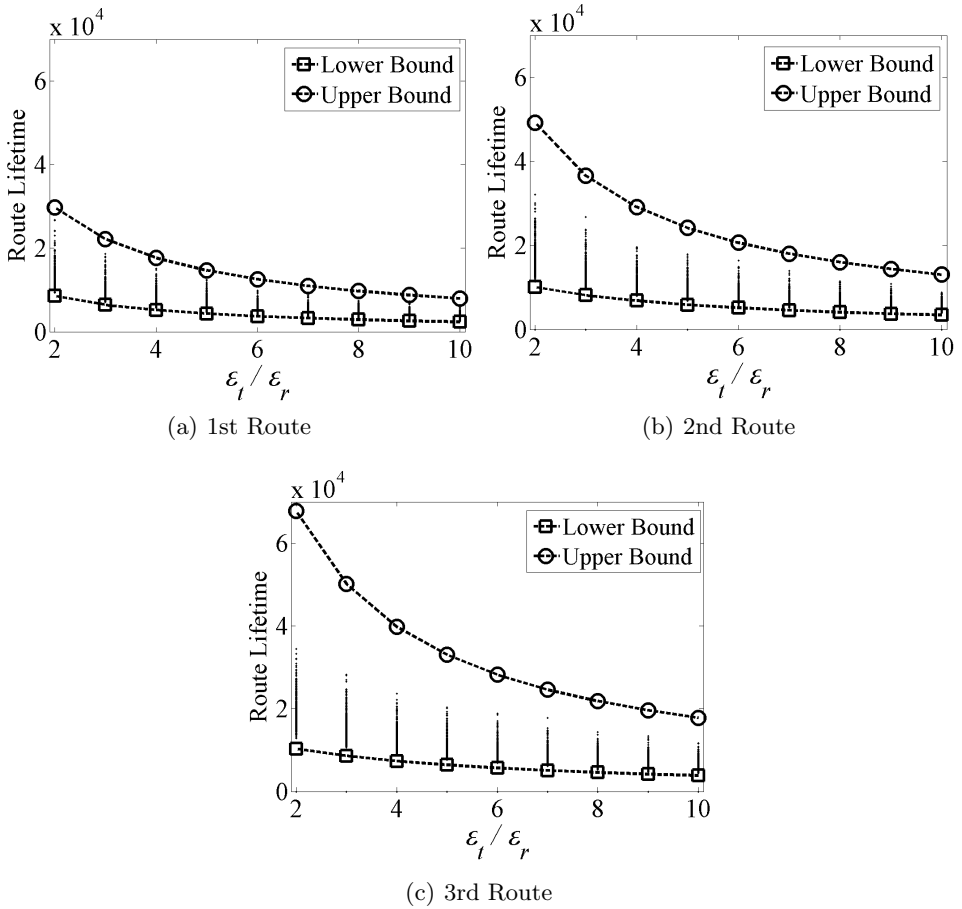 x 10^4
6
4
2
0
Route Lifetime
Lower Bound
Upper Bound
2 4 6 8 10
ε_t / ε_r
(a) 1st Route
x 10^4
6
4
2
0
Route Lifetime
Lower Bound
Upper Bound
2 4 6 8 10
ε_t / ε_r
(b) 2nd Route
x 10^4
6
4
2
0
Route Lifetime
Lower Bound
Upper Bound
2 4 6 8 10
ε_t / ε_r
(c) 3rd Route